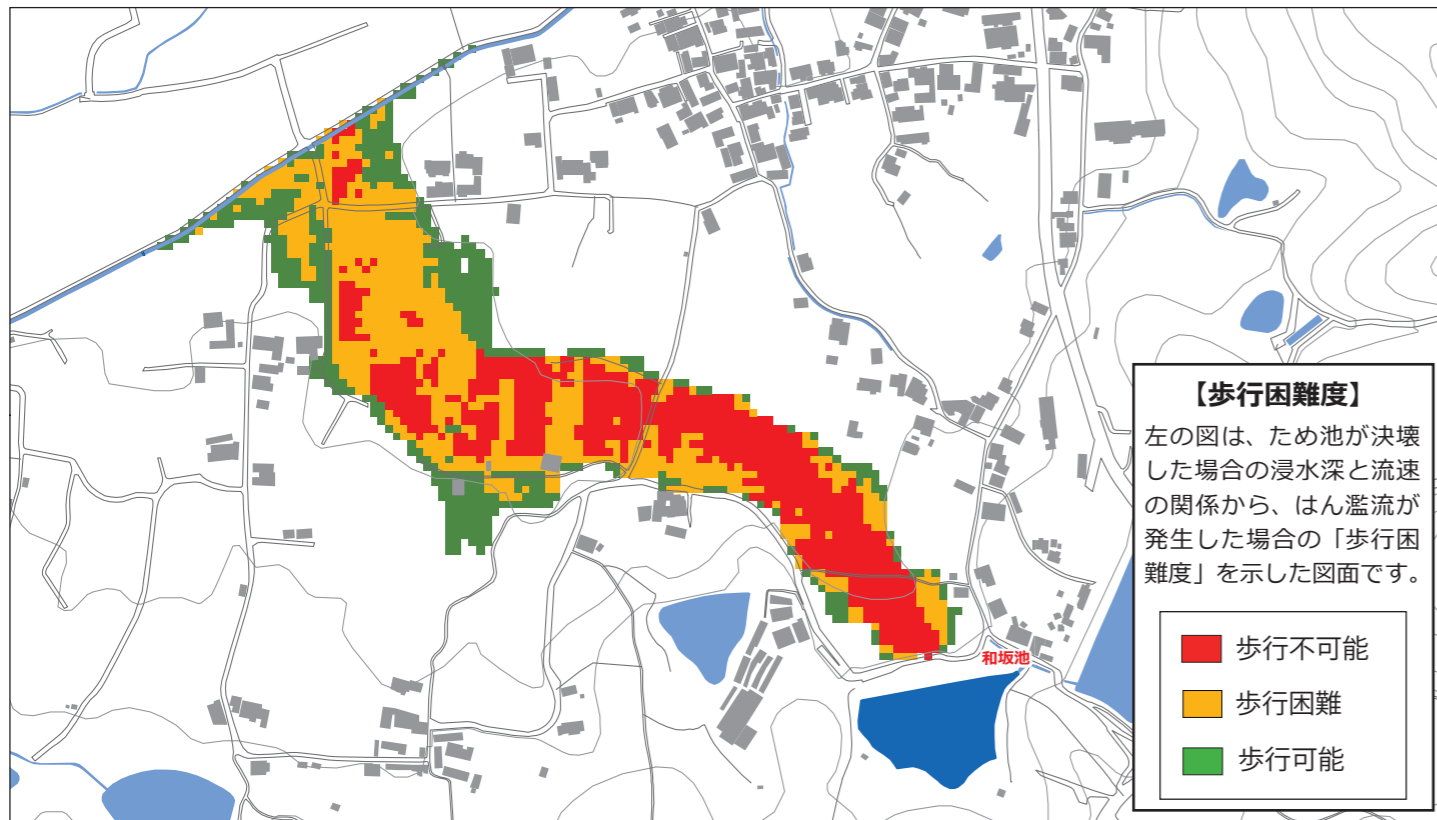 和坂池
【歩行困難度】
左の図は、ため池が決壊
した場合の浸水深と流速
の関係から、はん濫流が
発生した場合の「歩行困
難度」を示した図面です。
歩行不可能
歩行困難
歩行可能